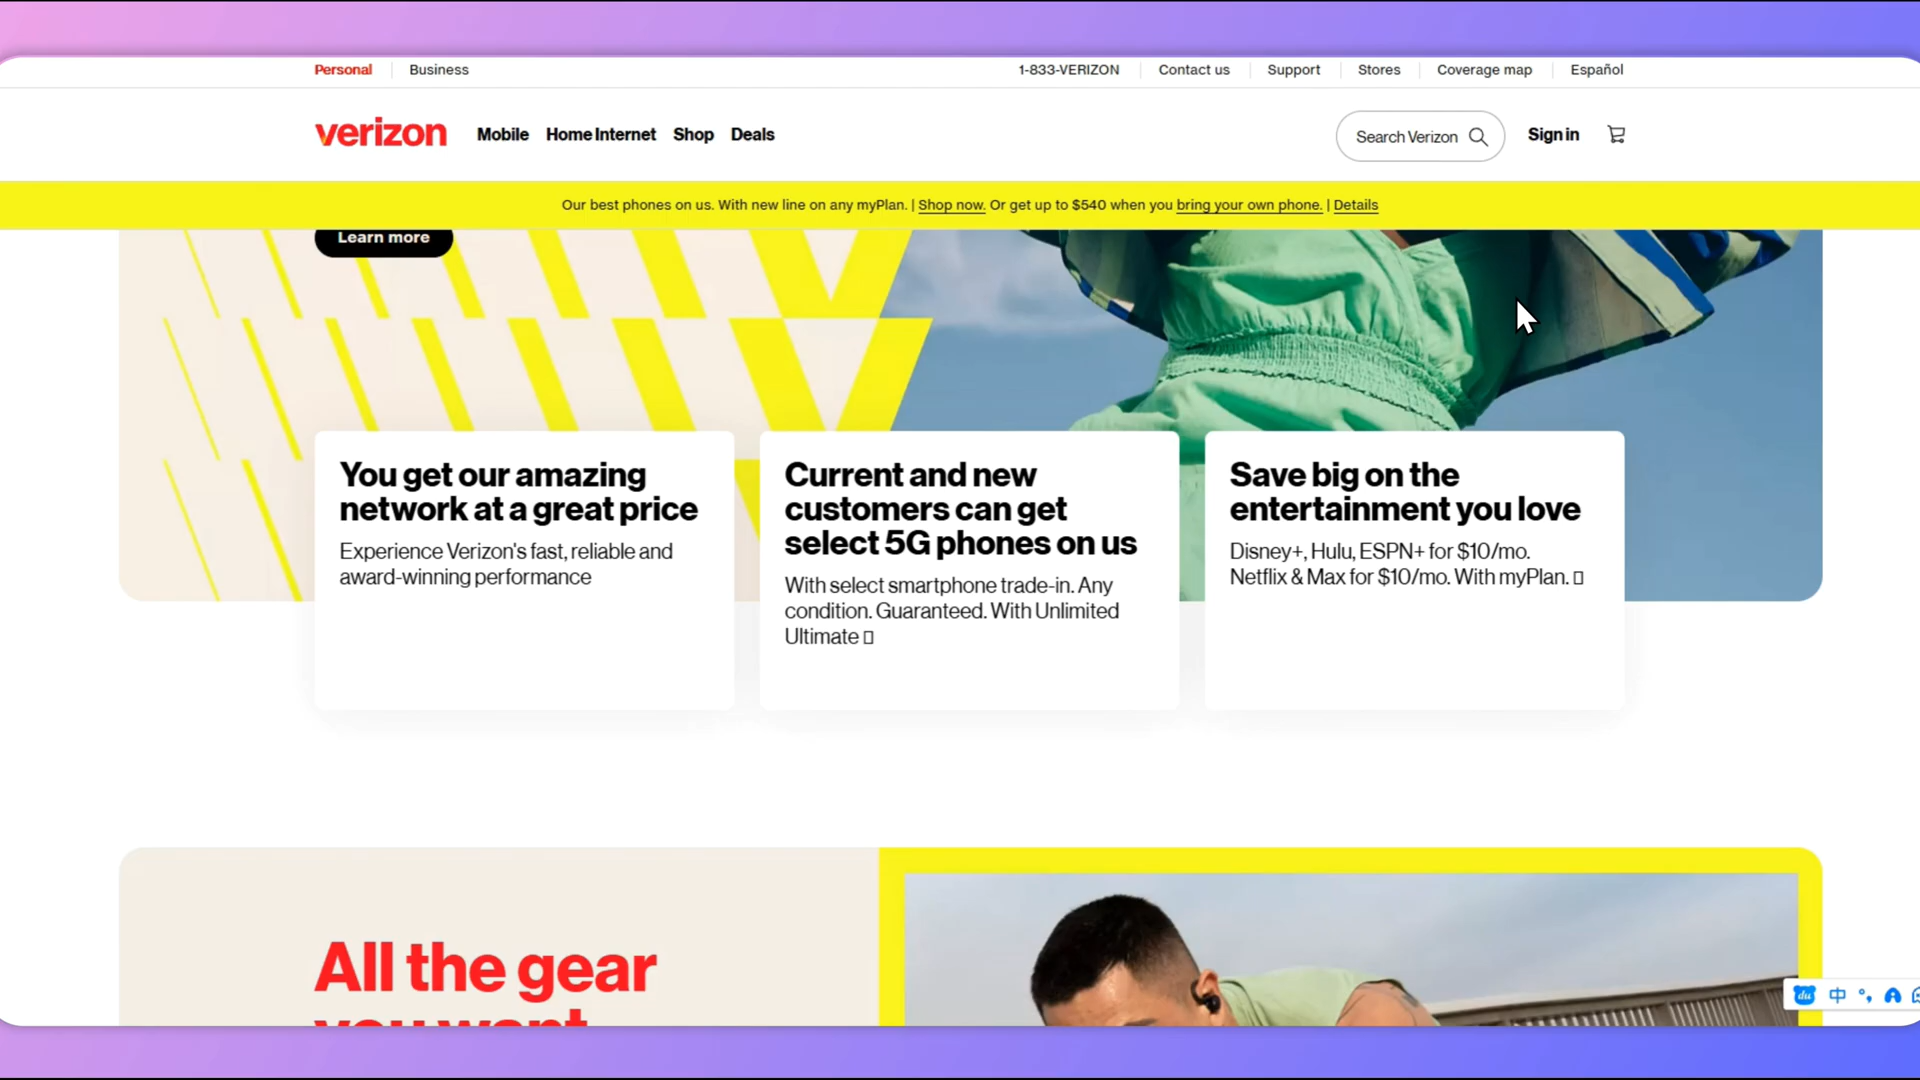 Personal Business 1-833-VERIZON Contact us Support Stores Coverage map Español
verizon Mobile Home Internet Shop Deals Search Verizon Sign in
Our best phones on us. With new line on any myPlan. | Shop now. Or get up to $540 when you bring your own phone. | Details
Learn more
You get our amazing
network at a great price
Experience Verizon's fast, reliable and
award-winning performance
Current and new
customers can get
select 5G phones on us
With select smartphone trade-in. Any
condition. Guaranteed. With Unlimited
Ultimate
Save big on the
entertainment you love
Disney+, Hulu, ESPN+ for $10/mo.
Netflix & Max for $10/mo. With myPlan.
All the gear
you want
du 中